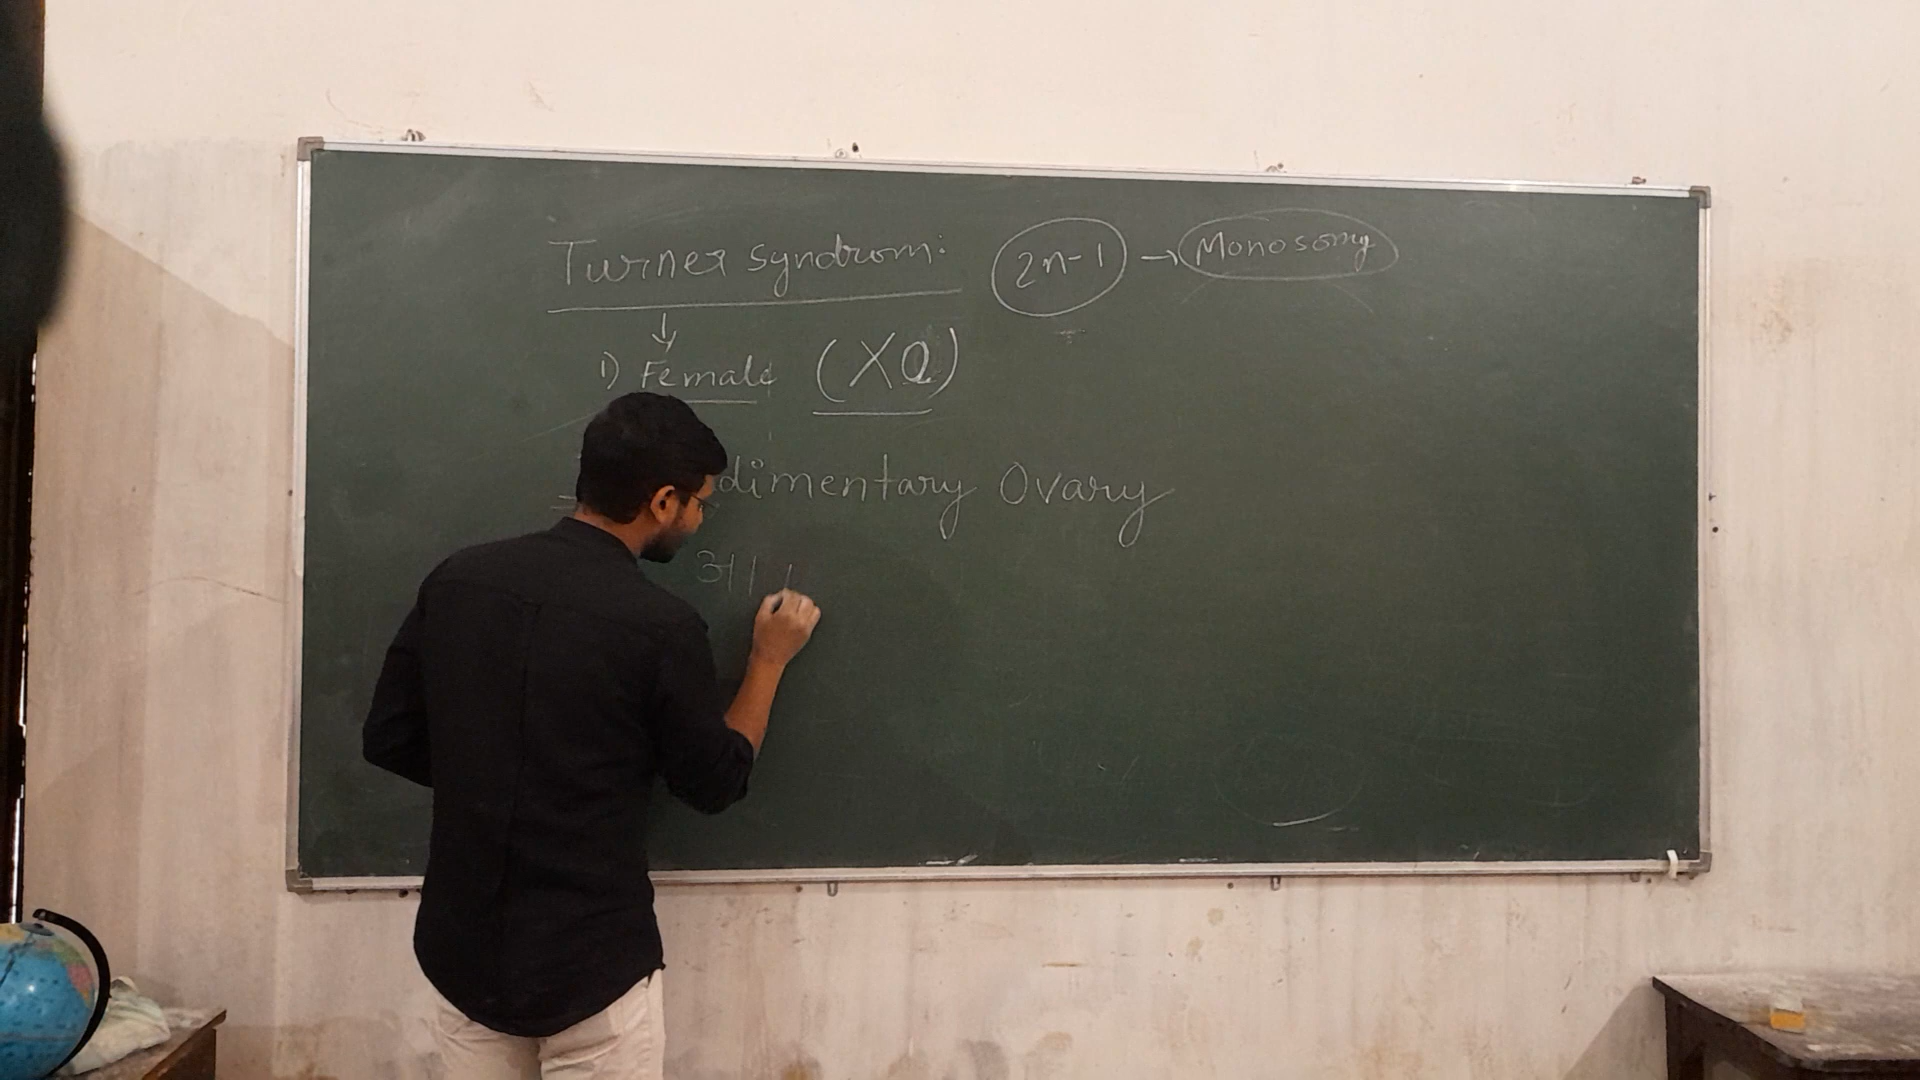 Turner syndrom: 2n-1 → Monosomy
↓
1) Female (XO)
dimentary Ovary